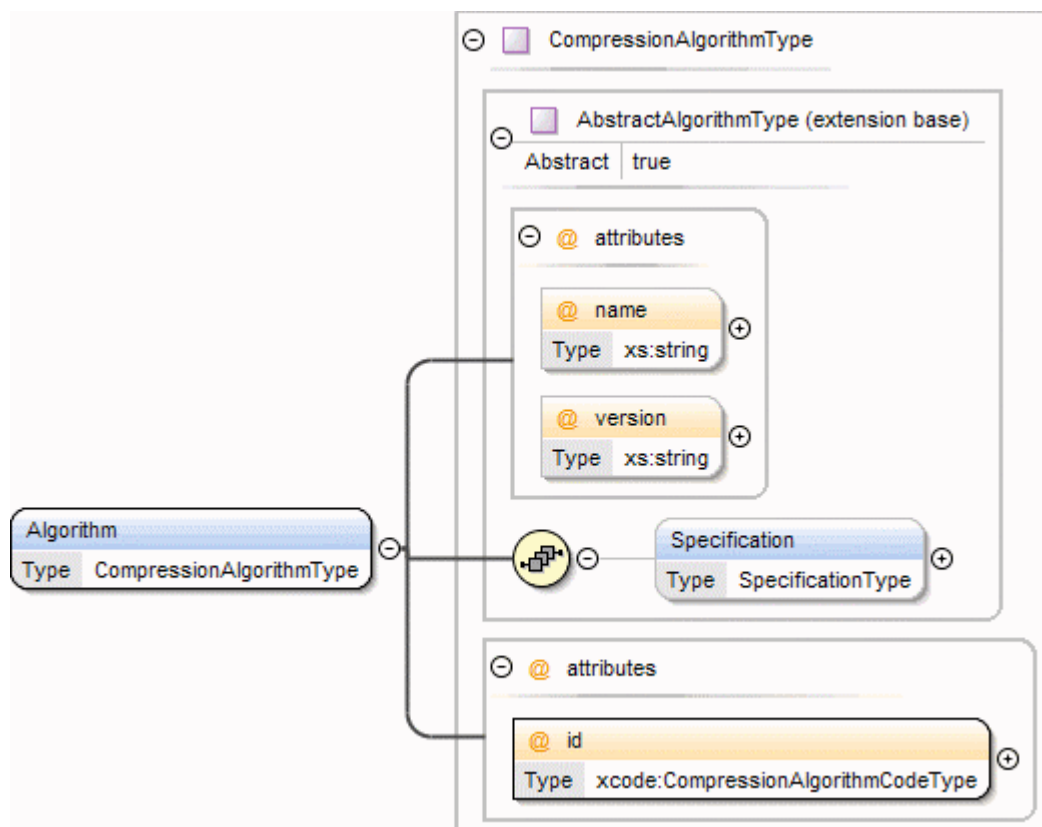 CompressionAlgorithmType
AbstractAlgorithmType (extension base)
Abstract true
@ attributes
@ name
Type xs:string
@ version
Type xs:string
Algorithm
Type CompressionAlgorithmType
Specification
Type SpecificationType
@ attributes
@ id
Type xcode:CompressionAlgorithmCodeType